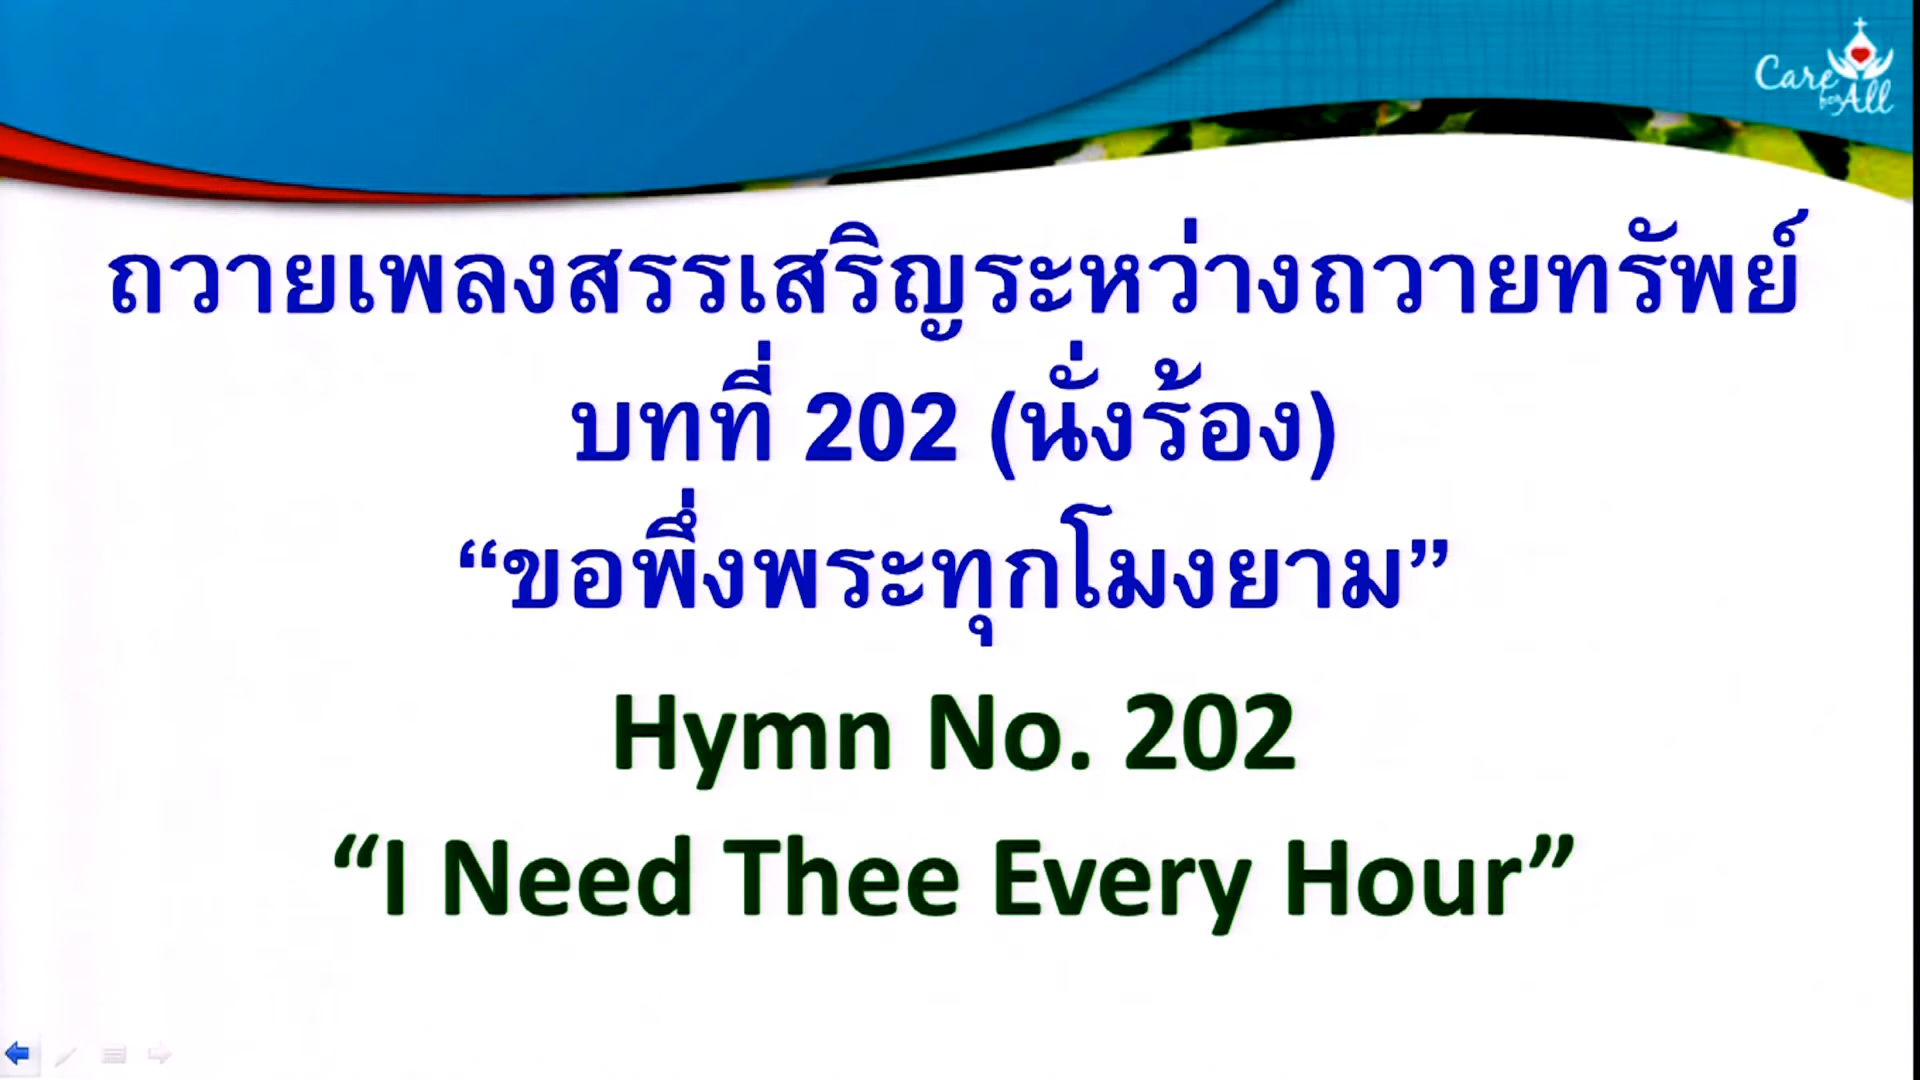 Care for All
ถวายเพลงสรรเสริญระหว่างถวายทรัพย์
บทที่ 202 (นั่งร้อง)
“ขอพึ่งพระทุกโมงยาม”
Hymn No. 202
“I Need Thee Every Hour”